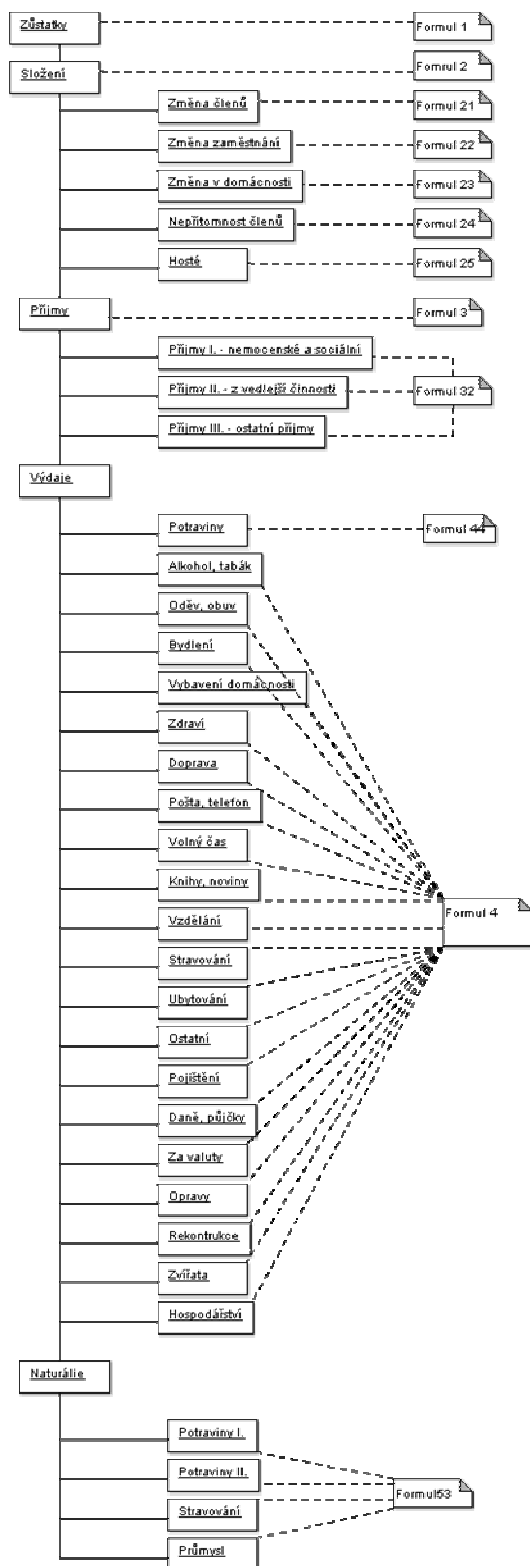 Zůstatky
Formul 1
Složení
Formul 2
Změna členů
Formul 21
Změna zaměstnání
Formul 22
Změna v domácnosti
Formul 23
Nepřítomnost členů
Formul 24
Hosté
Formul 25
Příjmy
Formul 3
Příjmy I. - nemocenské a sociální
Příjmy II. - z vedlejší činnosti
Formul 32
Příjmy III. - ostatní příjmy
Výdaje
Potraviny
Formul 44
Alkohol, tabák
Oděv, obuv
Bydlení
Vybavení domácnosti
Zdraví
Doprava
Pošta, telefon
Volný čas
Knihy, noviny
Formul 4
Vzdělání
Stravování
Ubytování
Ostatní
Pojištění
Daně, půjčky
Za valuty
Opravy
Rekontrukce
Zvířata
Hospodářství
Naturálie
Potraviny I.
Potraviny II.
Formul53
Stravování
Průmysl